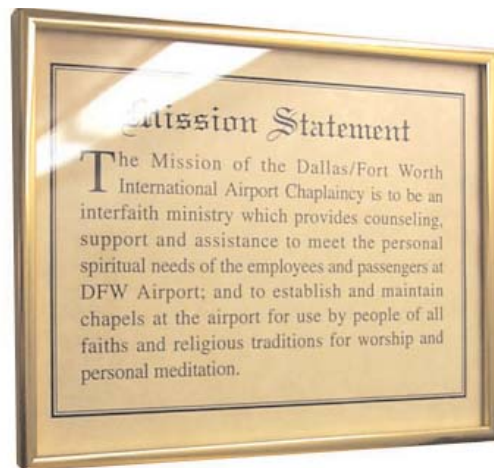 Mission Statement
The Mission of the Dallas/Fort Worth
International Airport Chaplaincy is to be an
interfaith ministry which provides counseling,
support and assistance to meet the personal
spiritual needs of the employees and passengers at
DFW Airport; and to establish and maintain
chapels at the airport for use by people of all
faiths and religious traditions for worship and
personal meditation.